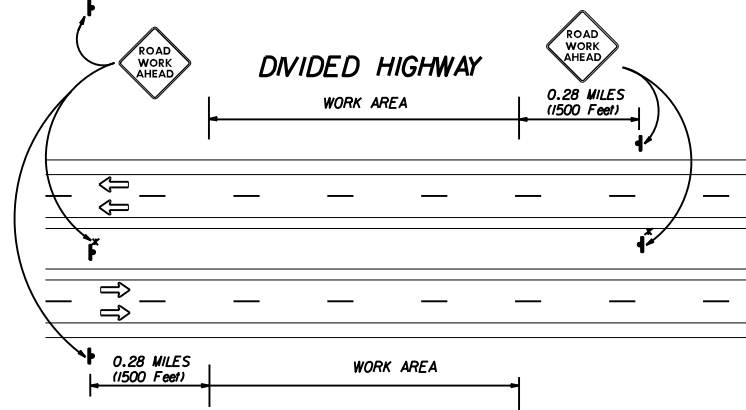 ROAD
WORK
AHEAD
DIVIDED HIGHWAY
ROAD
WORK
AHEAD
WORK AREA
0.28 MILES
(1500 Feet)
x
x
0.28 MILES
(1500 Feet)
WORK AREA